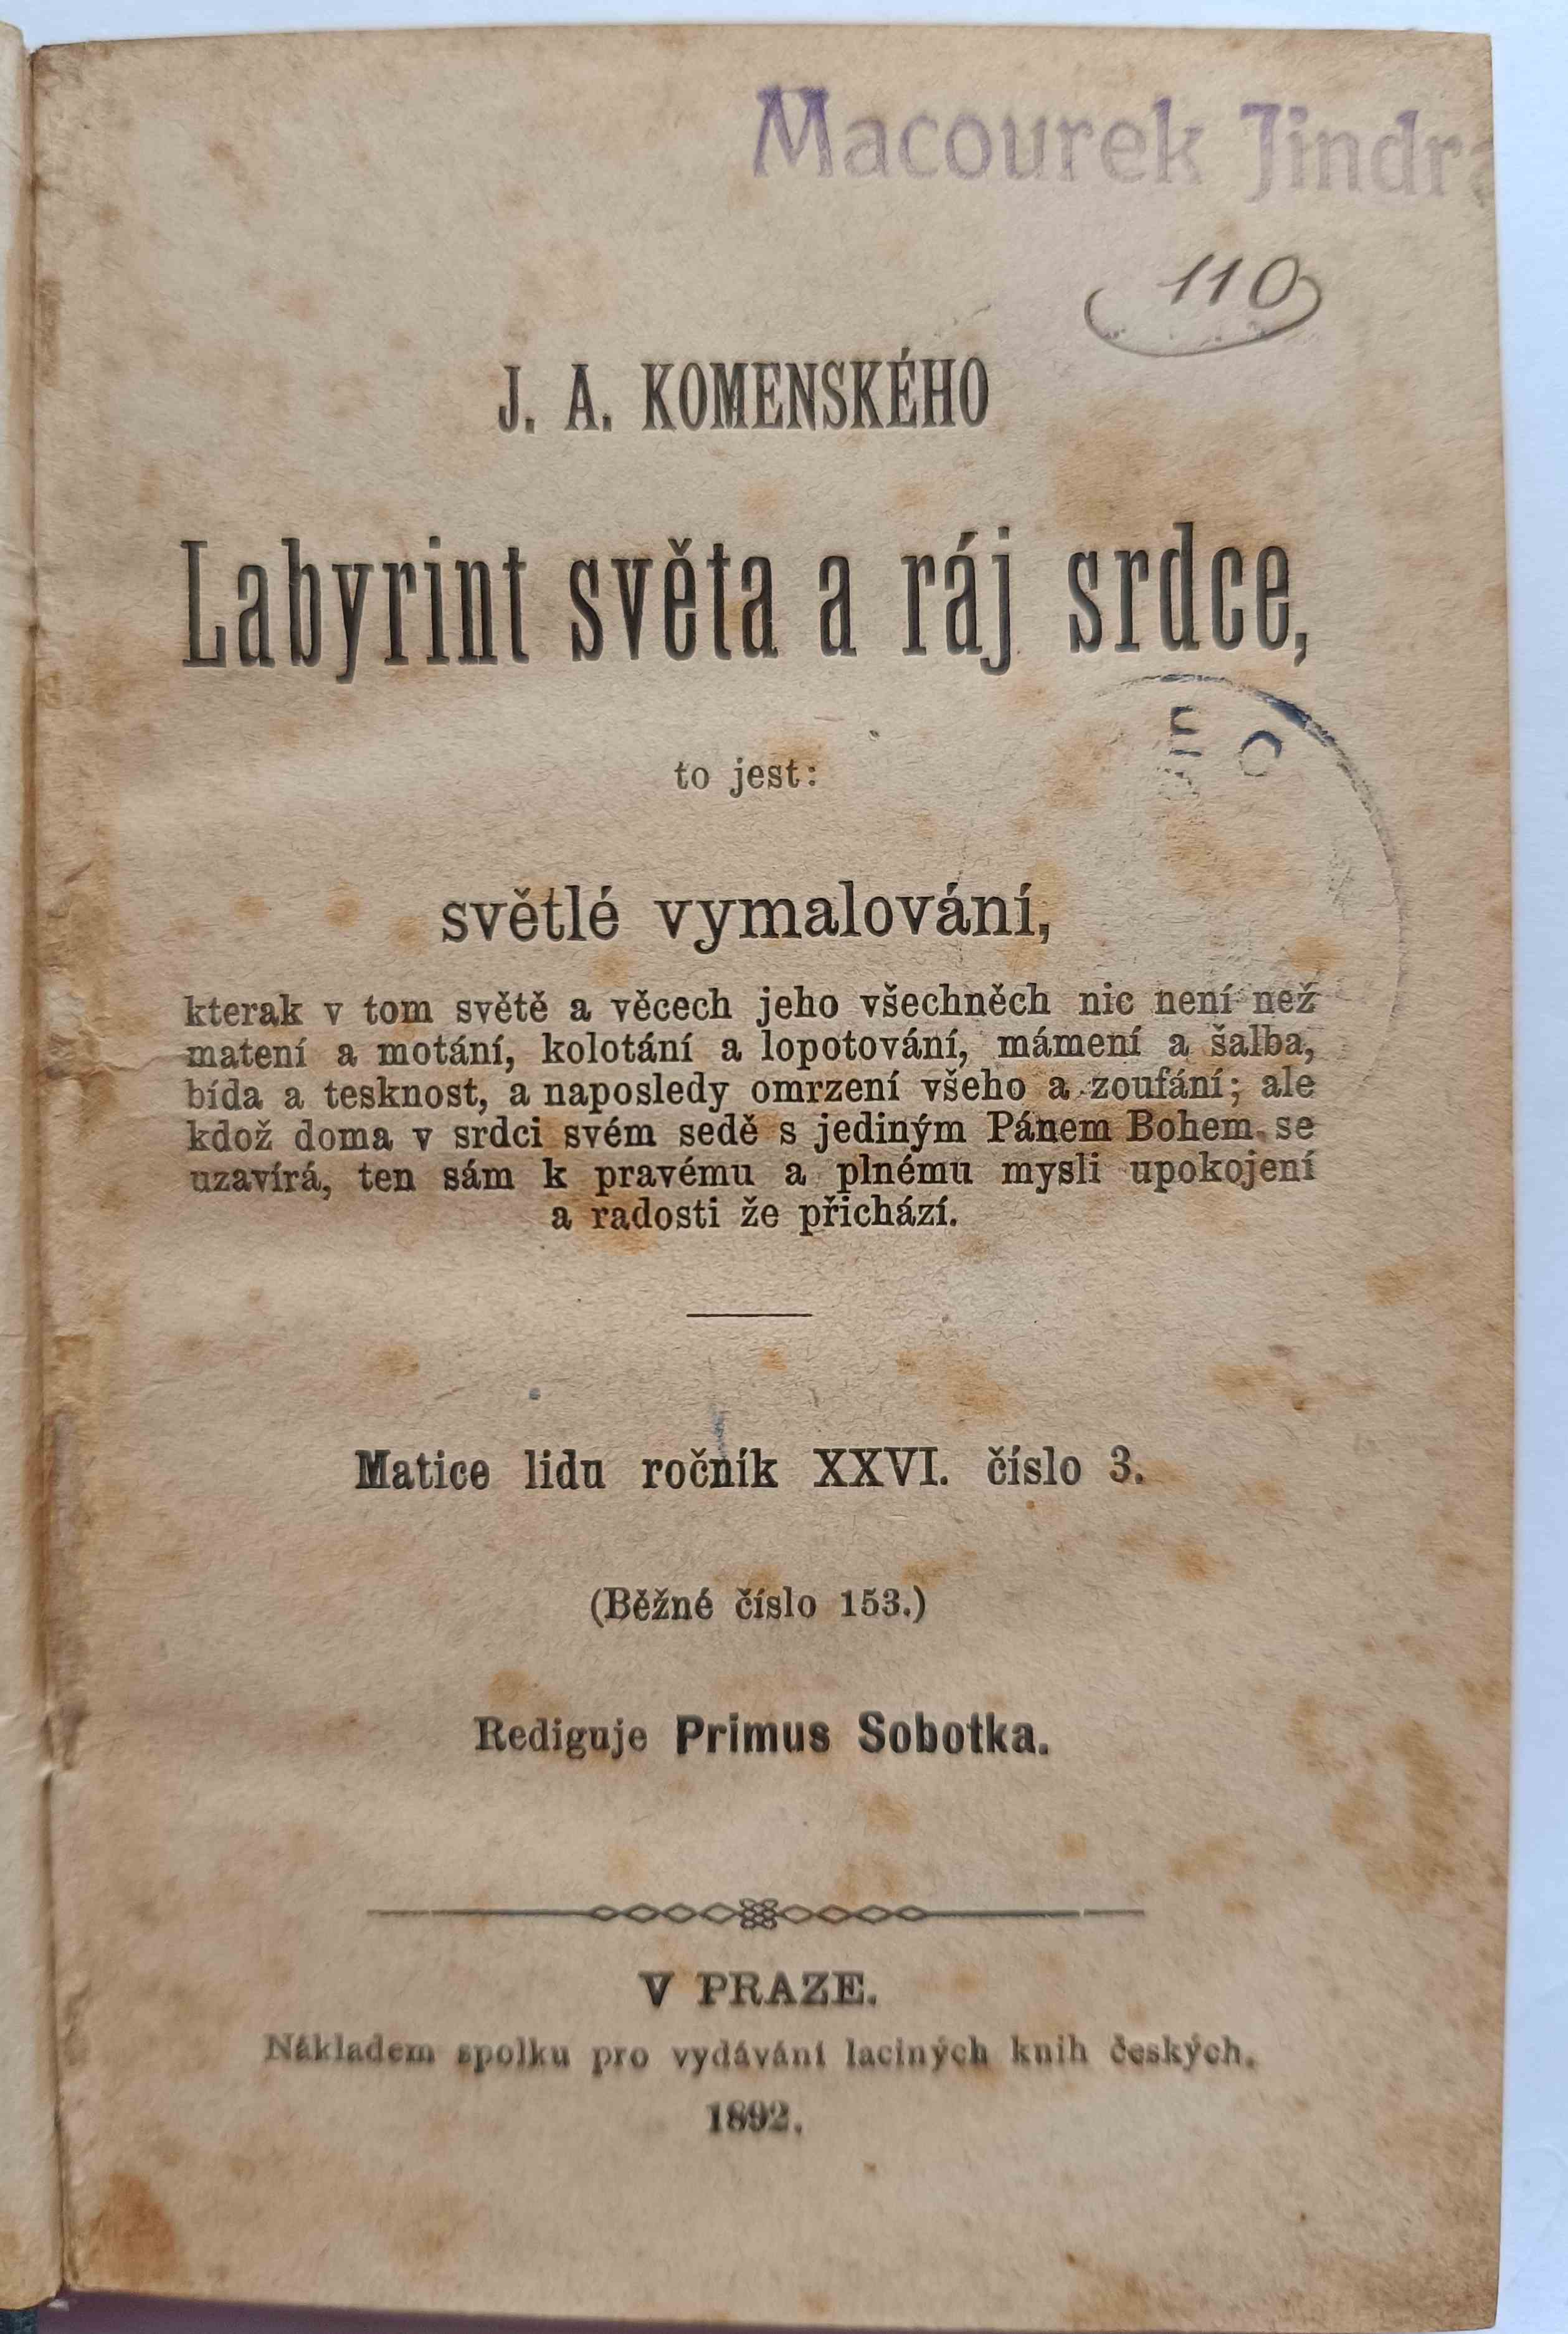 Macourek Jindra
110
J. A. KOMENSKÉHO
Labyrint světa a ráj srdce,
to jest:
světlé vymalování,
kterak v tom světě a věcech jeho všechněch nic není než
matení a motání, kolotání a lopotování, mámení a šalba,
bída a tesknost, a naposledy omrzení všeho a zoufání; ale
kdož doma v srdci svém sedě s jediným Pánem Bohem se
uzavírá, ten sám k pravému a plnému mysli upokojení
a radosti že přichází.
Matice lidu ročník XXVI. číslo 3.
(Běžné číslo 153.)
Rediguje Primus Sobotka.
V PRAZE.
Nákladem spolku pro vydávání laciných knih českých.
1892.